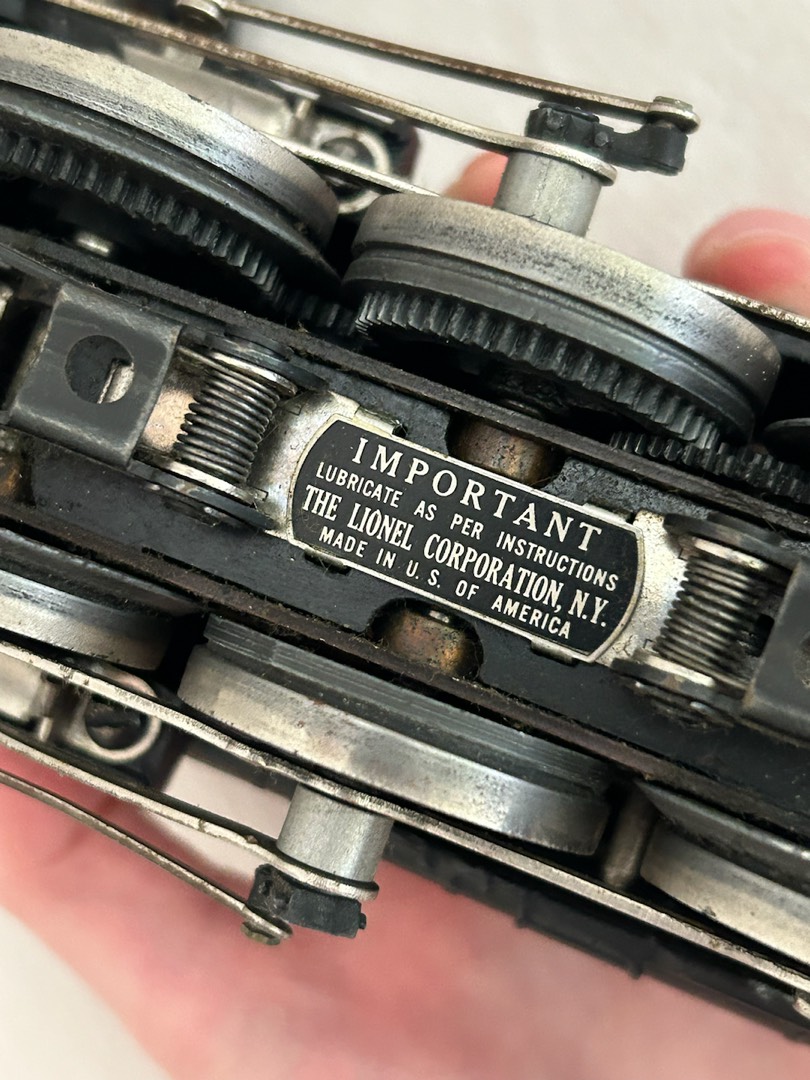 IMPORTANT
LUBRICATE AS PER INSTRUCTIONS
THE LIONEL CORPORATION, N.Y.
MADE IN U. S. OF AMERICA